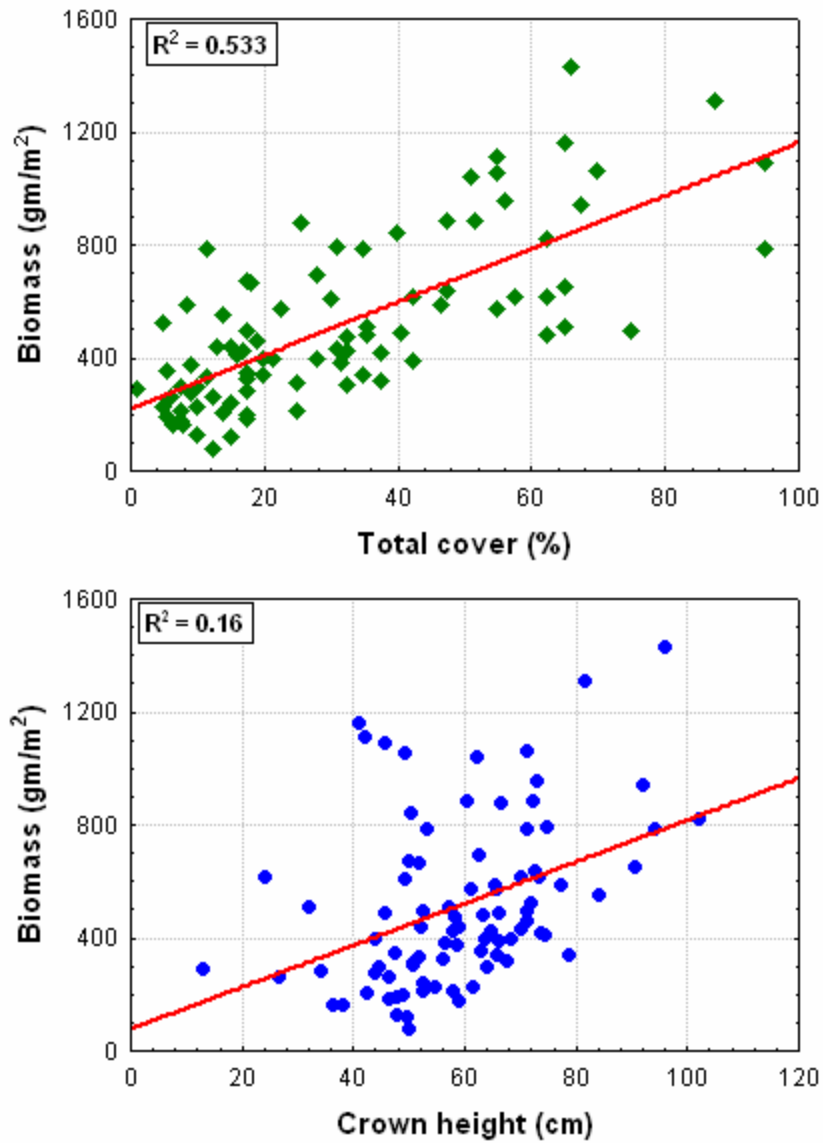 R² = 0.533
1600
1200
800
400
0
Biomass (gm/m²)
0 20 40 60 80 100
Total cover (%)
R² = 0.16
1600
1200
800
400
0
Biomass (gm/m²)
0 20 40 60 80 100 120
Crown height (cm)